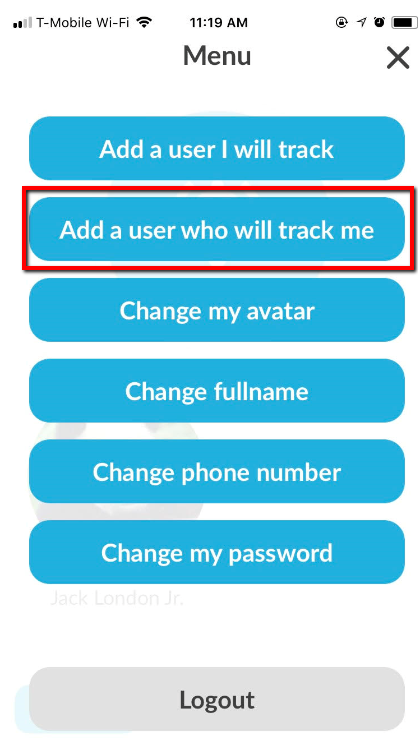 T-Mobile Wi-Fi 11:19 AM
Menu
Add a user I will track
Add a user who will track me
Change my avatar
Change fullname
Change phone number
Change my password
Jack London Jr.
Logout